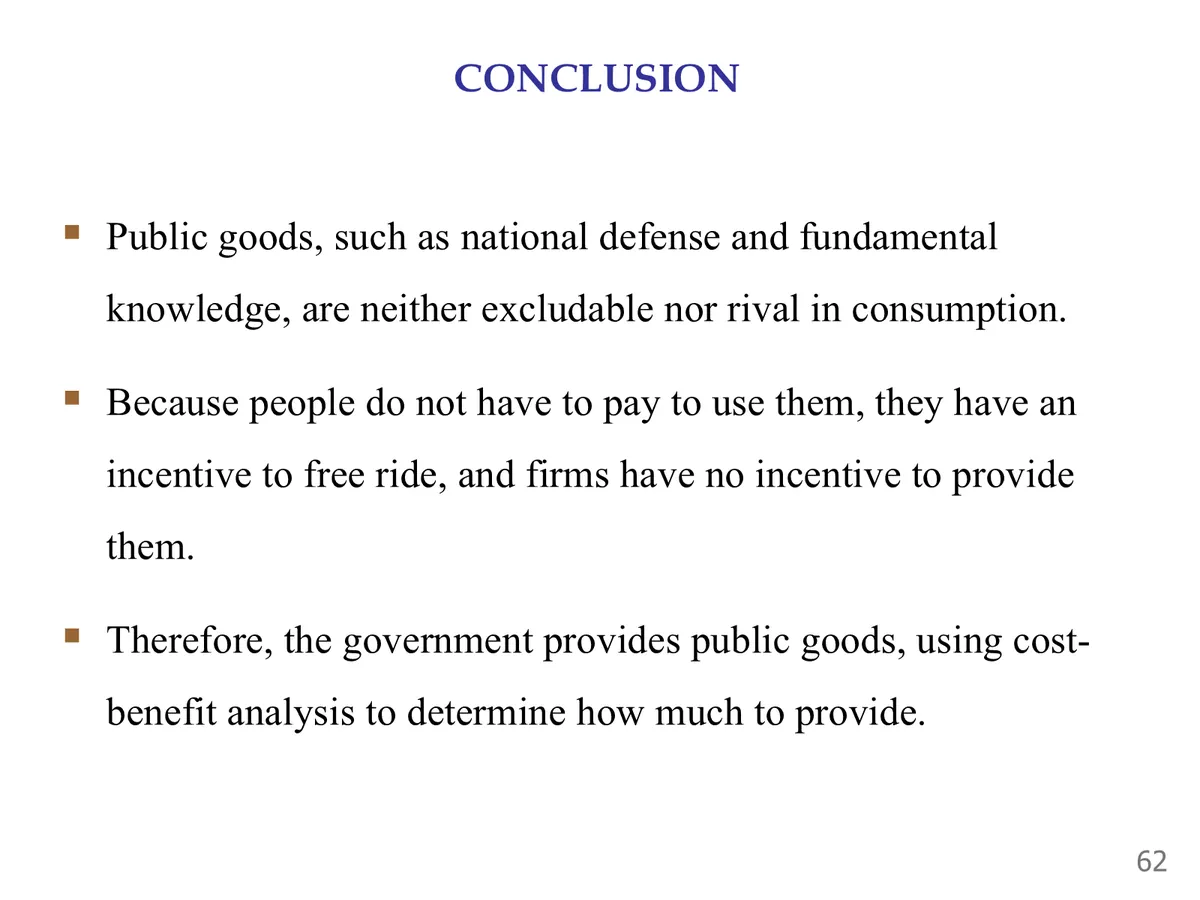 CONCLUSION
▪ Public goods, such as national defense and fundamental
knowledge, are neither excludable nor rival in consumption.
▪ Because people do not have to pay to use them, they have an
incentive to free ride, and firms have no incentive to provide
them.
▪ Therefore, the government provides public goods, using cost-
benefit analysis to determine how much to provide.
62